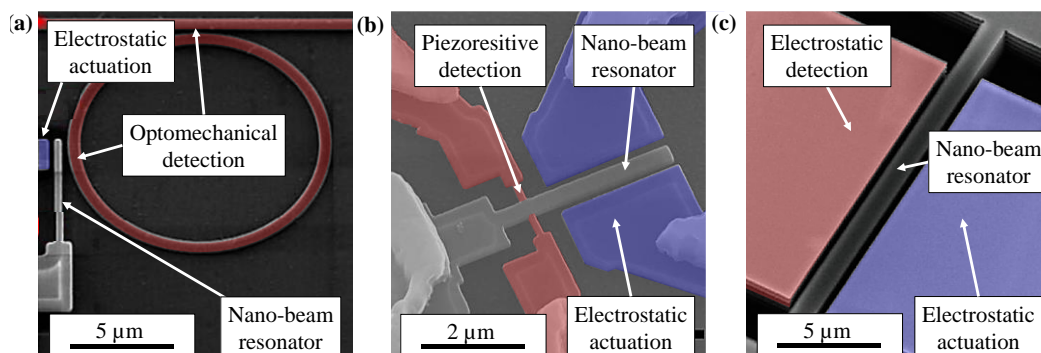 (a)
Electrostatic
actuation
Optomechanical
detection
Nano-beam
resonator
5 µm
(b)
Piezoresitive
detection
Nano-beam
resonator
Electrostatic
actuation
2 µm
(c)
Electrostatic
detection
Nano-beam
resonator
Electrostatic
actuation
5 µm